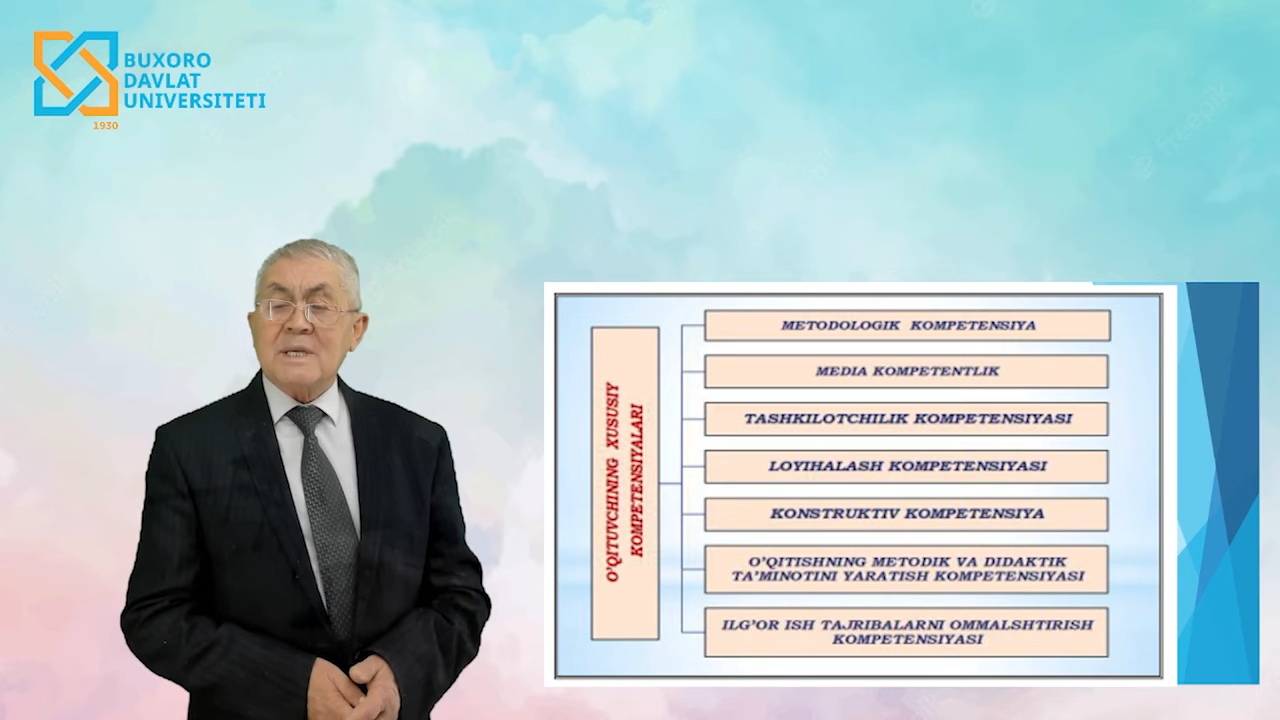 BUXORO
DAVLAT
UNIVERSITETI
1930
O'QITUVCHINING XUSUSIY
KOMPETENSIYALARI
METODOLOGIK KOMPETENSIYA
MEDIA KOMPETENTLIK
TASHKILOTCHILIK KOMPETENSIYASI
LOYIHALASH KOMPETENSIYASI
KONSTRUKTIV KOMPETENSIYA
O'QITISHNING METODIK VA DIDAKTIK
TA'MINOTINI YARATISH KOMPETENSIYASI
ILG'OR ISH TAJRIBALARNI OMMALSHTIRISH
KOMPETENSIYASI